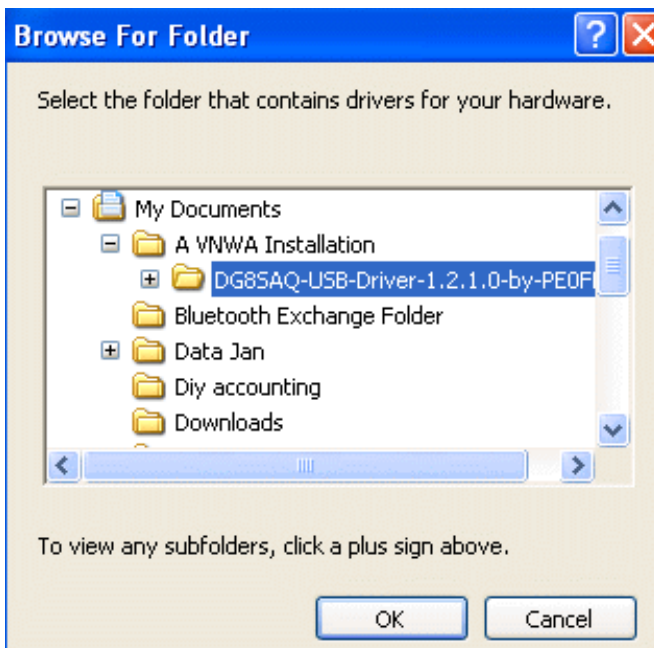 Browse For Folder
Select the folder that contains drivers for your hardware.
My Documents
A VNWA Installation
DG8SAQ-USB-Driver-1.2.1.0-by-PE0F
Bluetooth Exchange Folder
Data Jan
Diy accounting
Downloads
To view any subfolders, click a plus sign above.
OK Cancel